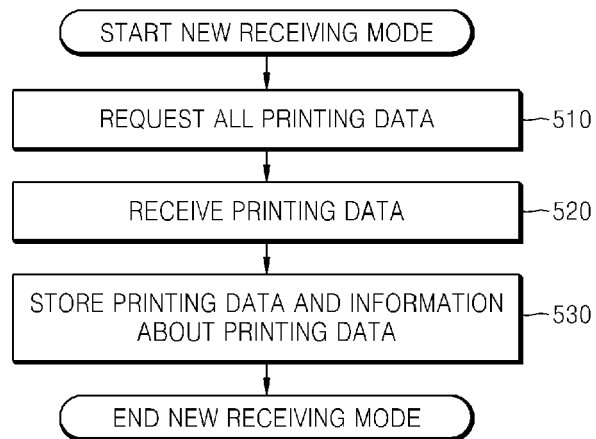 START NEW RECEIVING MODE
REQUEST ALL PRINTING DATA
510
RECEIVE PRINTING DATA
520
STORE PRINTING DATA AND INFORMATION
ABOUT PRINTING DATA
530
END NEW RECEIVING MODE